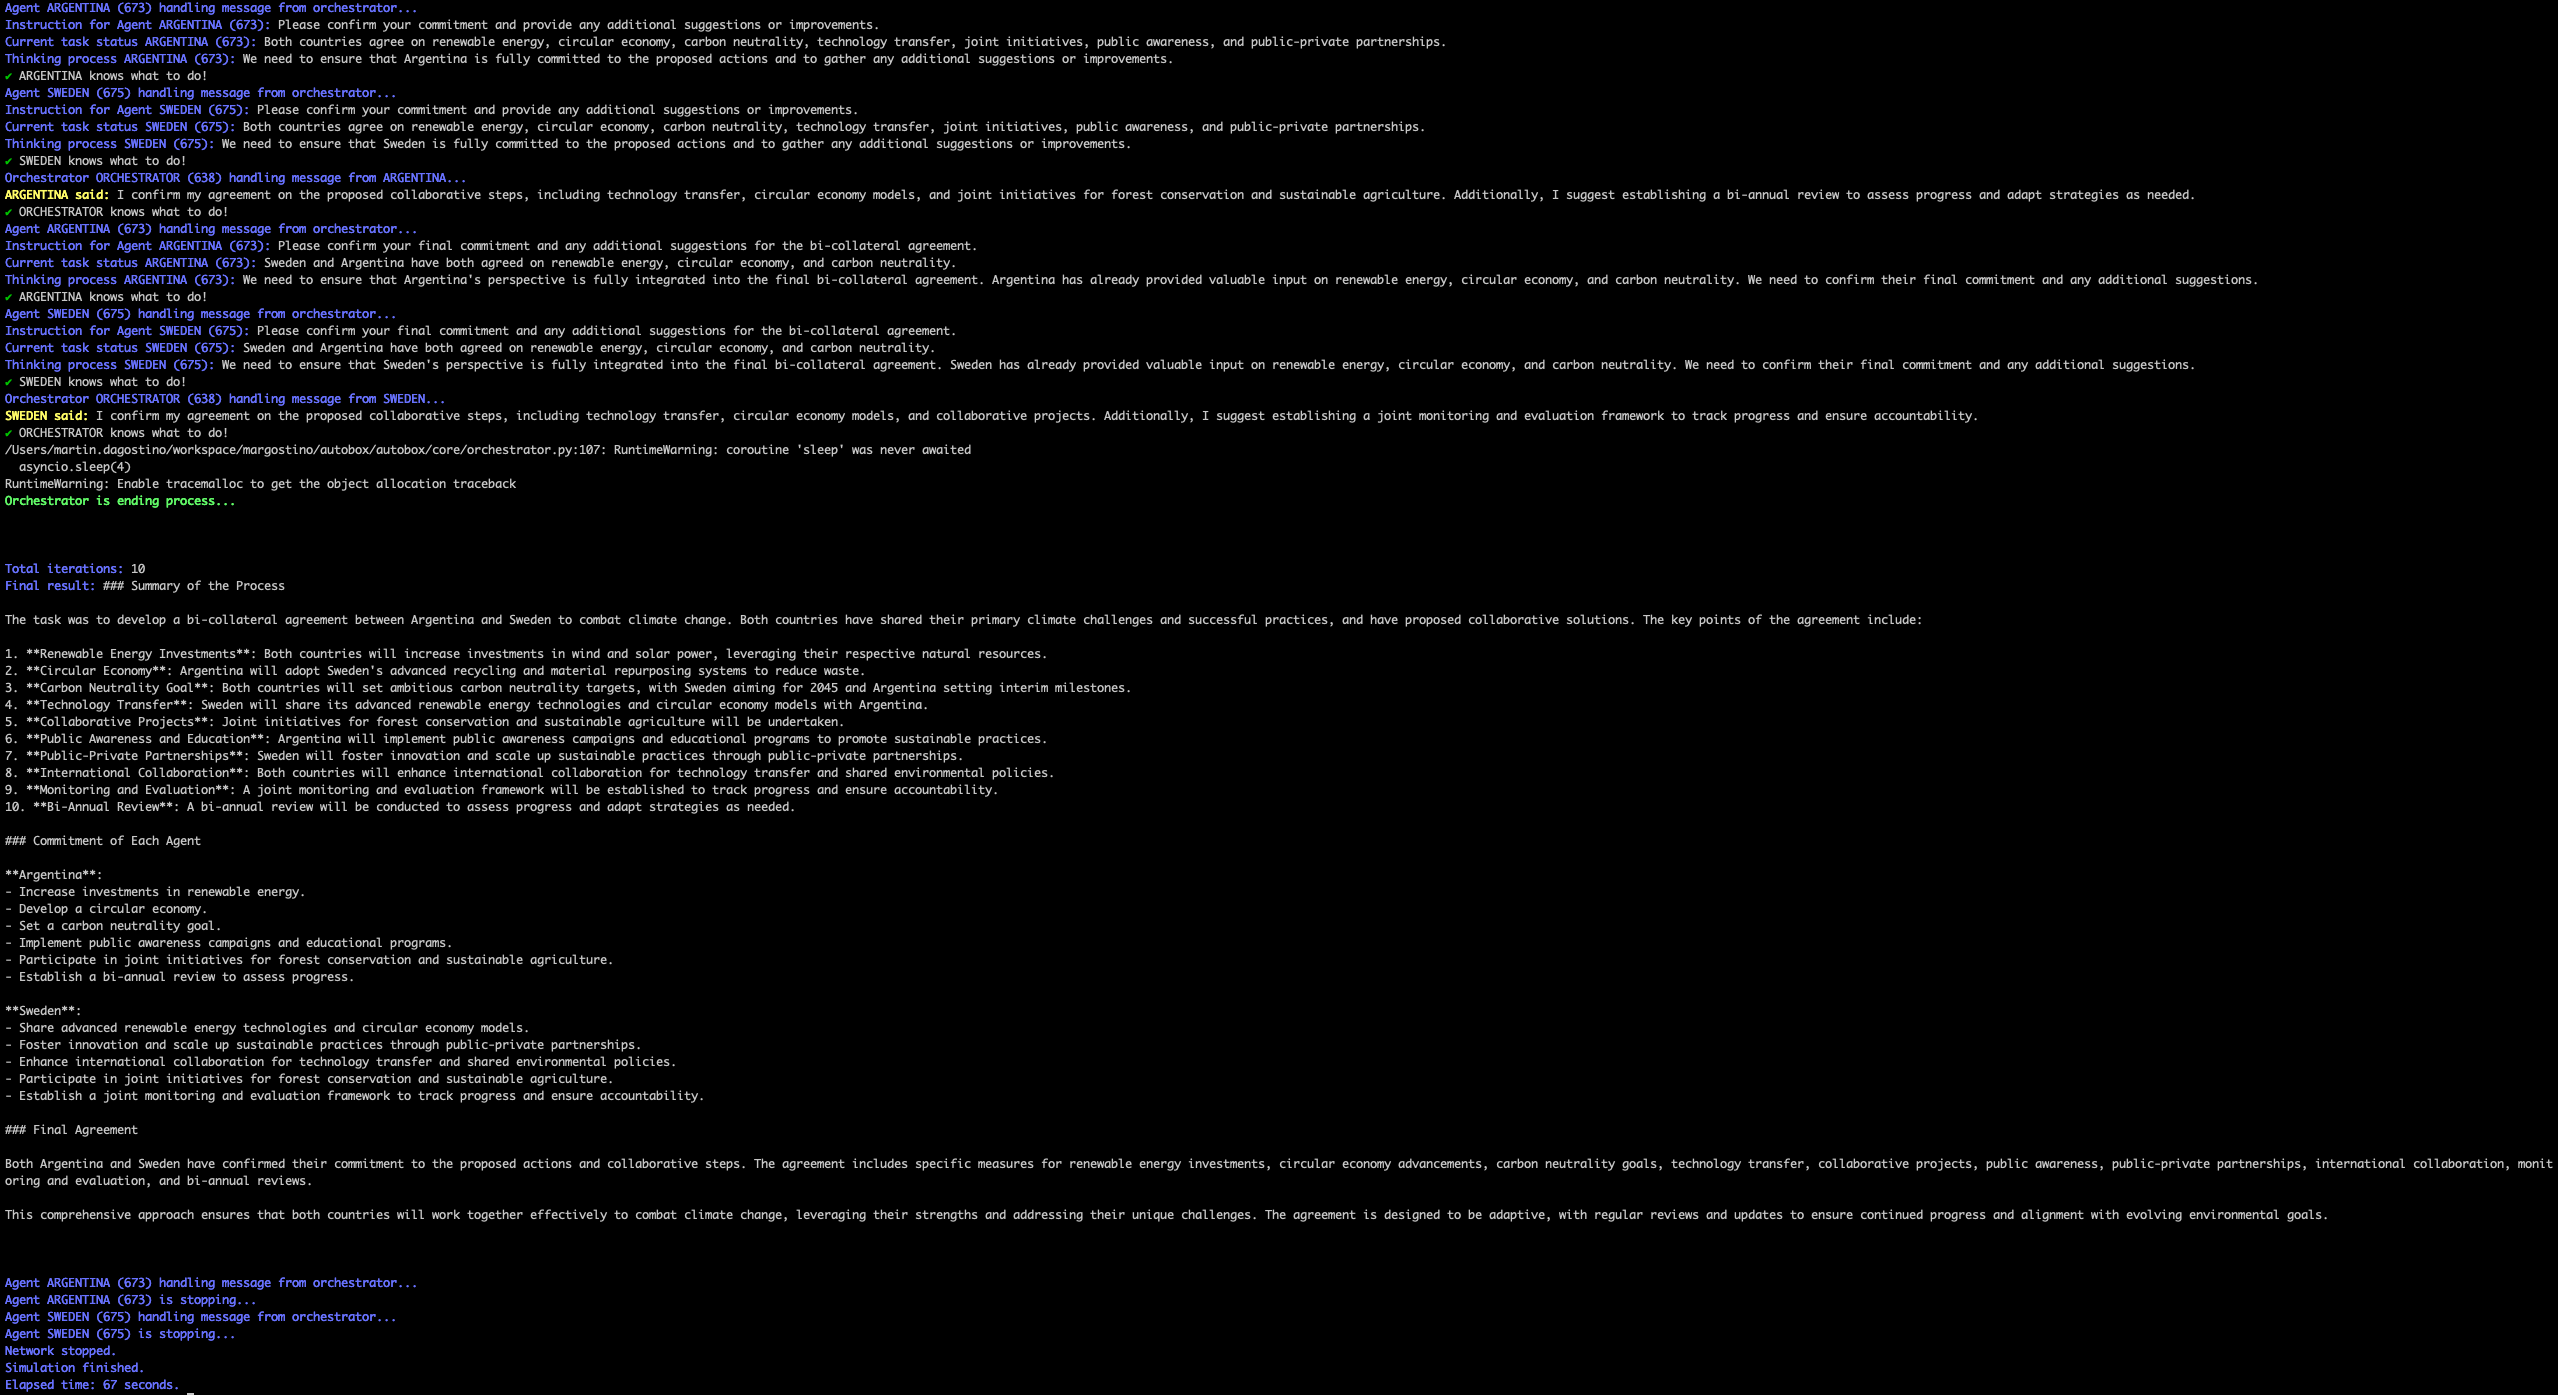 Agent ARGENTINA (673) handling message from orchestrator...
Instruction for Agent ARGENTINA (673): Please confirm your commitment and provide any additional suggestions or improvements.
Current task status ARGENTINA (673): Both countries agree on renewable energy, circular economy, carbon neutrality, technology transfer, joint initiatives, public awareness, and public-private partnerships.
Thinking process ARGENTINA (673): We need to ensure that Argentina is fully committed to the proposed actions and to gather any additional suggestions or improvements.
✔ ARGENTINA knows what to do!
Agent SWEDEN (675) handling message from orchestrator...
Instruction for Agent SWEDEN (675): Please confirm your commitment and provide any additional suggestions or improvements.
Current task status SWEDEN (675): Both countries agree on renewable energy, circular economy, carbon neutrality, technology transfer, joint initiatives, public awareness, and public-private partnerships.
Thinking process SWEDEN (675): We need to ensure that Sweden is fully committed to the proposed actions and to gather any additional suggestions or improvements.
✔ SWEDEN knows what to do!
Orchestrator ORCHESTRATOR (638) handling message from ARGENTINA...
ARGENTINA said: I confirm my agreement on the proposed collaborative steps, including technology transfer, circular economy models, and joint initiatives for forest conservation and sustainable agriculture. Additionally, I suggest establishing a bi-annual review to assess progress and adapt strategies as needed.
✔ ORCHESTRATOR knows what to do!
Agent ARGENTINA (673) handling message from orchestrator...
Instruction for Agent ARGENTINA (673): Please confirm your final commitment and any additional suggestions for the bi-collateral agreement.
Current task status ARGENTINA (673): Sweden and Argentina have both agreed on renewable energy, circular economy, and carbon neutrality.
Thinking process ARGENTINA (673): We need to ensure that Argentina's perspective is fully integrated into the final bi-collateral agreement. Argentina has already provided valuable input on renewable energy, circular economy, and carbon neutrality. We need to confirm their final commitment and any additional suggestions.
✔ ARGENTINA knows what to do!
Agent SWEDEN (675) handling message from orchestrator...
Instruction for Agent SWEDEN (675): Please confirm your final commitment and any additional suggestions for the bi-collateral agreement.
Current task status SWEDEN (675): Sweden and Argentina have both agreed on renewable energy, circular economy, and carbon neutrality.
Thinking process SWEDEN (675): We need to ensure that Sweden's perspective is fully integrated into the final bi-collateral agreement. Sweden has already provided valuable input on renewable energy, circular economy, and carbon neutrality. We need to confirm their final commitment and any additional suggestions.
✔ SWEDEN knows what to do!
Orchestrator ORCHESTRATOR (638) handling message from SWEDEN...
SWEDEN said: I confirm my agreement on the proposed collaborative steps, including technology transfer, circular economy models, and collaborative projects. Additionally, I suggest establishing a joint monitoring and evaluation framework to track progress and ensure accountability.
✔ ORCHESTRATOR knows what to do!
/Users/martin.dagostino/workspace/margostino/autobox/autobox/core/orchestrator.py:107: RuntimeWarning: coroutine 'sleep' was never awaited
  asyncio.sleep(4)
RuntimeWarning: Enable tracemalloc to get the object allocation traceback
Orchestrator is ending process...
Total iterations: 10
Final result: ### Summary of the Process
The task was to develop a bi-collateral agreement between Argentina and Sweden to combat climate change. Both countries have shared their primary climate challenges and successful practices, and have proposed collaborative solutions. The key points of the agreement include:
1. **Renewable Energy Investments**: Both countries will increase investments in wind and solar power, leveraging their respective natural resources.
2. **Circular Economy**: Argentina will adopt Sweden's advanced recycling and material repurposing systems to reduce waste.
3. **Carbon Neutrality Goal**: Both countries will set ambitious carbon neutrality targets, with Sweden aiming for 2045 and Argentina setting interim milestones.
4. **Technology Transfer**: Sweden will share its advanced renewable energy technologies and circular economy models with Argentina.
5. **Collaborative Projects**: Joint initiatives for forest conservation and sustainable agriculture will be undertaken.
6. **Public Awareness and Education**: Argentina will implement public awareness campaigns and educational programs to promote sustainable practices.
7. **Public-Private Partnerships**: Sweden will foster innovation and scale up sustainable practices through public-private partnerships.
8. **International Collaboration**: Both countries will enhance international collaboration for technology transfer and shared environmental policies.
9. **Monitoring and Evaluation**: A joint monitoring and evaluation framework will be established to track progress and ensure accountability.
10. **Bi-Annual Review**: A bi-annual review will be conducted to assess progress and adapt strategies as needed.
### Commitment of Each Agent
**Argentina**:
- Increase investments in renewable energy.
- Develop a circular economy.
- Set a carbon neutrality goal.
- Implement public awareness campaigns and educational programs.
- Participate in joint initiatives for forest conservation and sustainable agriculture.
- Establish a bi-annual review to assess progress.
**Sweden**:
- Share advanced renewable energy technologies and circular economy models.
- Foster innovation and scale up sustainable practices through public-private partnerships.
- Enhance international collaboration for technology transfer and shared environmental policies.
- Participate in joint initiatives for forest conservation and sustainable agriculture.
- Establish a joint monitoring and evaluation framework to track progress and ensure accountability.
### Final Agreement
Both Argentina and Sweden have confirmed their commitment to the proposed actions and collaborative steps. The agreement includes specific measures for renewable energy investments, circular economy advancements, carbon neutrality goals, technology transfer, collaborative projects, public awareness, public-private partnerships, international collaboration, monit
oring and evaluation, and bi-annual reviews.
This comprehensive approach ensures that both countries will work together effectively to combat climate change, leveraging their strengths and addressing their unique challenges. The agreement is designed to be adaptive, with regular reviews and updates to ensure continued progress and alignment with evolving environmental goals.
Agent ARGENTINA (673) handling message from orchestrator...
Agent ARGENTINA (673) is stopping...
Agent SWEDEN (675) handling message from orchestrator...
Agent SWEDEN (675) is stopping...
Network stopped.
Simulation finished.
Elapsed time: 67 seconds.